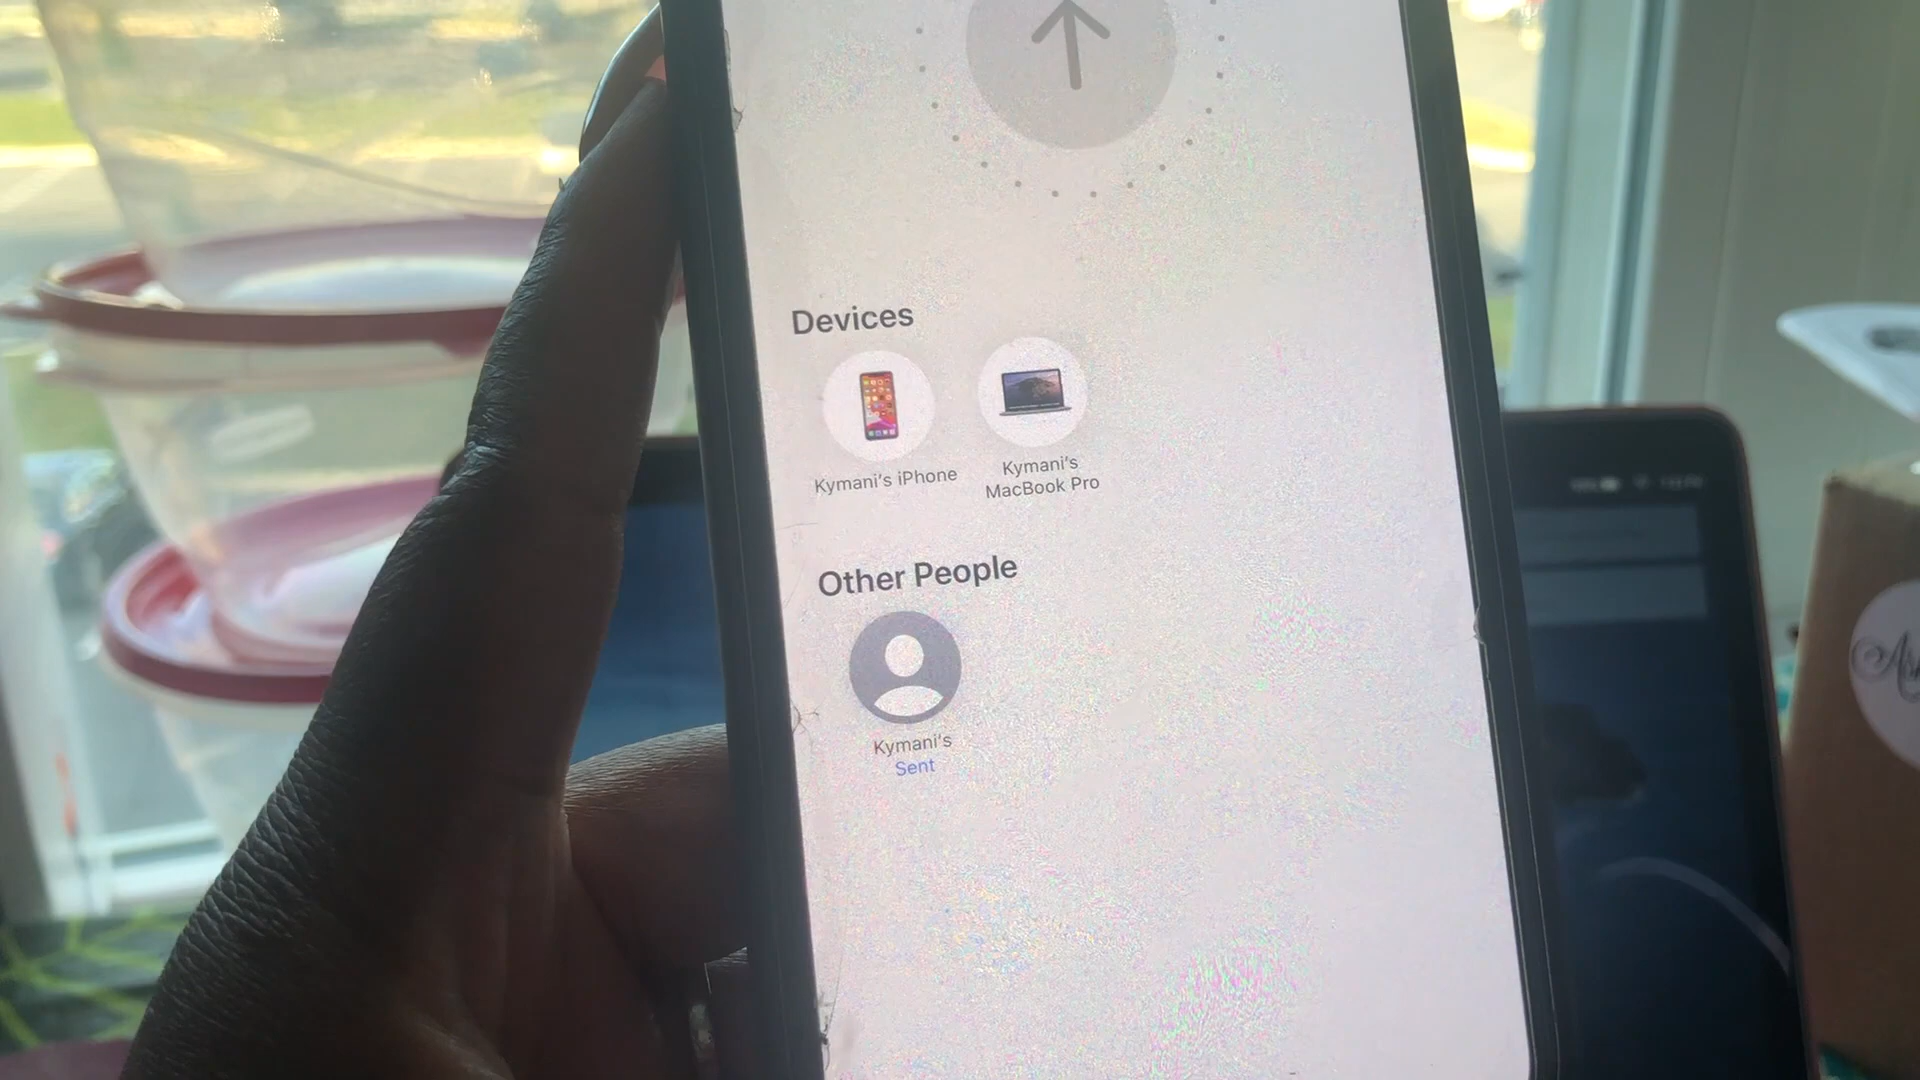 Devices
Kymani's iPhone
Kymani's
MacBook Pro
Other People
Kymani's
Sent